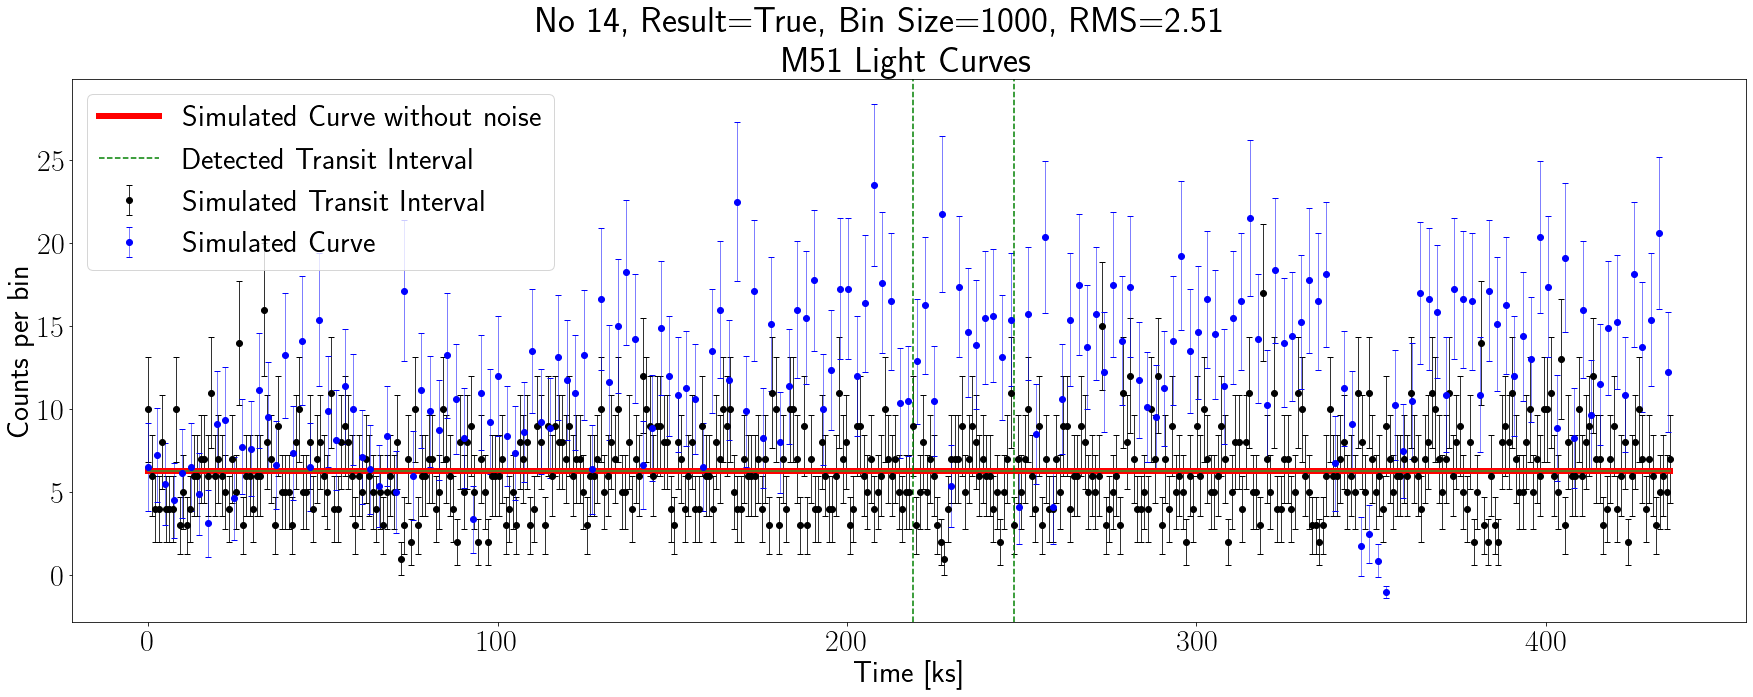 No 14, Result=True, Bin Size=1000, RMS=2.51
M51 Light Curves
Simulated Curve without noise
Detected Transit Interval
Simulated Transit Interval
Simulated Curve
Counts per bin
25
20
15
10
5
0
0 100 200 300 400
Time [ks]